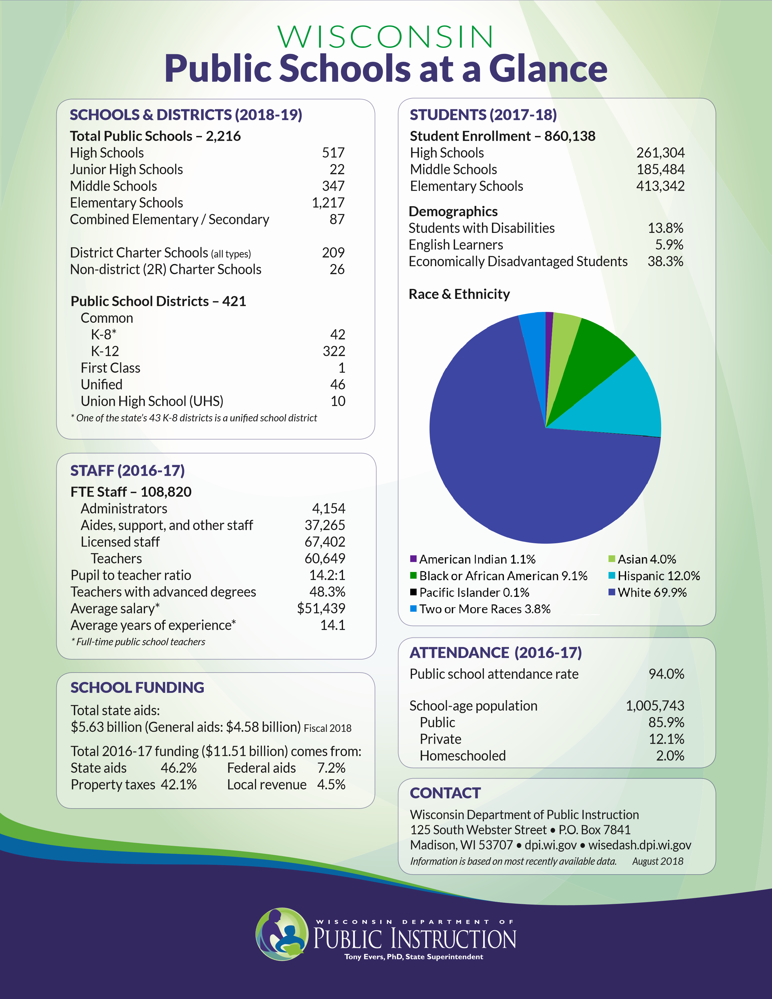 WISCONSIN
Public Schools at a Glance
SCHOOLS & DISTRICTS (2018-19)
Total Public Schools – 2,216
High Schools 517
Junior High Schools 22
Middle Schools 347
Elementary Schools 1,217
Combined Elementary / Secondary 87
District Charter Schools (all types) 209
Non-district (2R) Charter Schools 26
Public School Districts – 421
Common
K-8* 42
K-12 322
First Class 1
Unified 46
Union High School (UHS) 10
* One of the state’s 43 K-8 districts is a unified school district
STAFF (2016-17)
FTE Staff – 108,820
Administrators 4,154
Aides, support, and other staff 37,265
Licensed staff 67,402
Teachers 60,649
Pupil to teacher ratio 14.2:1
Teachers with advanced degrees 48.3%
Average salary* $51,439
Average years of experience* 14.1
* Full-time public school teachers
SCHOOL FUNDING
Total state aids:
$5.63 billion (General aids: $4.58 billion) Fiscal 2018
Total 2016-17 funding ($11.51 billion) comes from:
State aids 46.2% Federal aids 7.2%
Property taxes 42.1% Local revenue 4.5%
STUDENTS (2017-18)
Student Enrollment – 860,138
High Schools 261,304
Middle Schools 185,484
Elementary Schools 413,342
Demographics
Students with Disabilities 13.8%
English Learners 5.9%
Economically Disadvantaged Students 38.3%
Race & Ethnicity
American Indian 1.1% Asian 4.0%
Black or African American 9.1% Hispanic 12.0%
Pacific Islander 0.1% White 69.9%
Two or More Races 3.8%
ATTENDANCE (2016-17)
Public school attendance rate 94.0%
School-age population 1,005,743
Public 85.9%
Private 12.1%
Homeschooled 2.0%
CONTACT
Wisconsin Department of Public Instruction
125 South Webster Street • P.O. Box 7841
Madison, WI 53707 • dpi.wi.gov • wisedash.dpi.wi.gov
Information is based on most recently available data. August 2018
WISCONSIN DEPARTMENT OF
PUBLIC INSTRUCTION
Tony Evers, PhD, State Superintendent